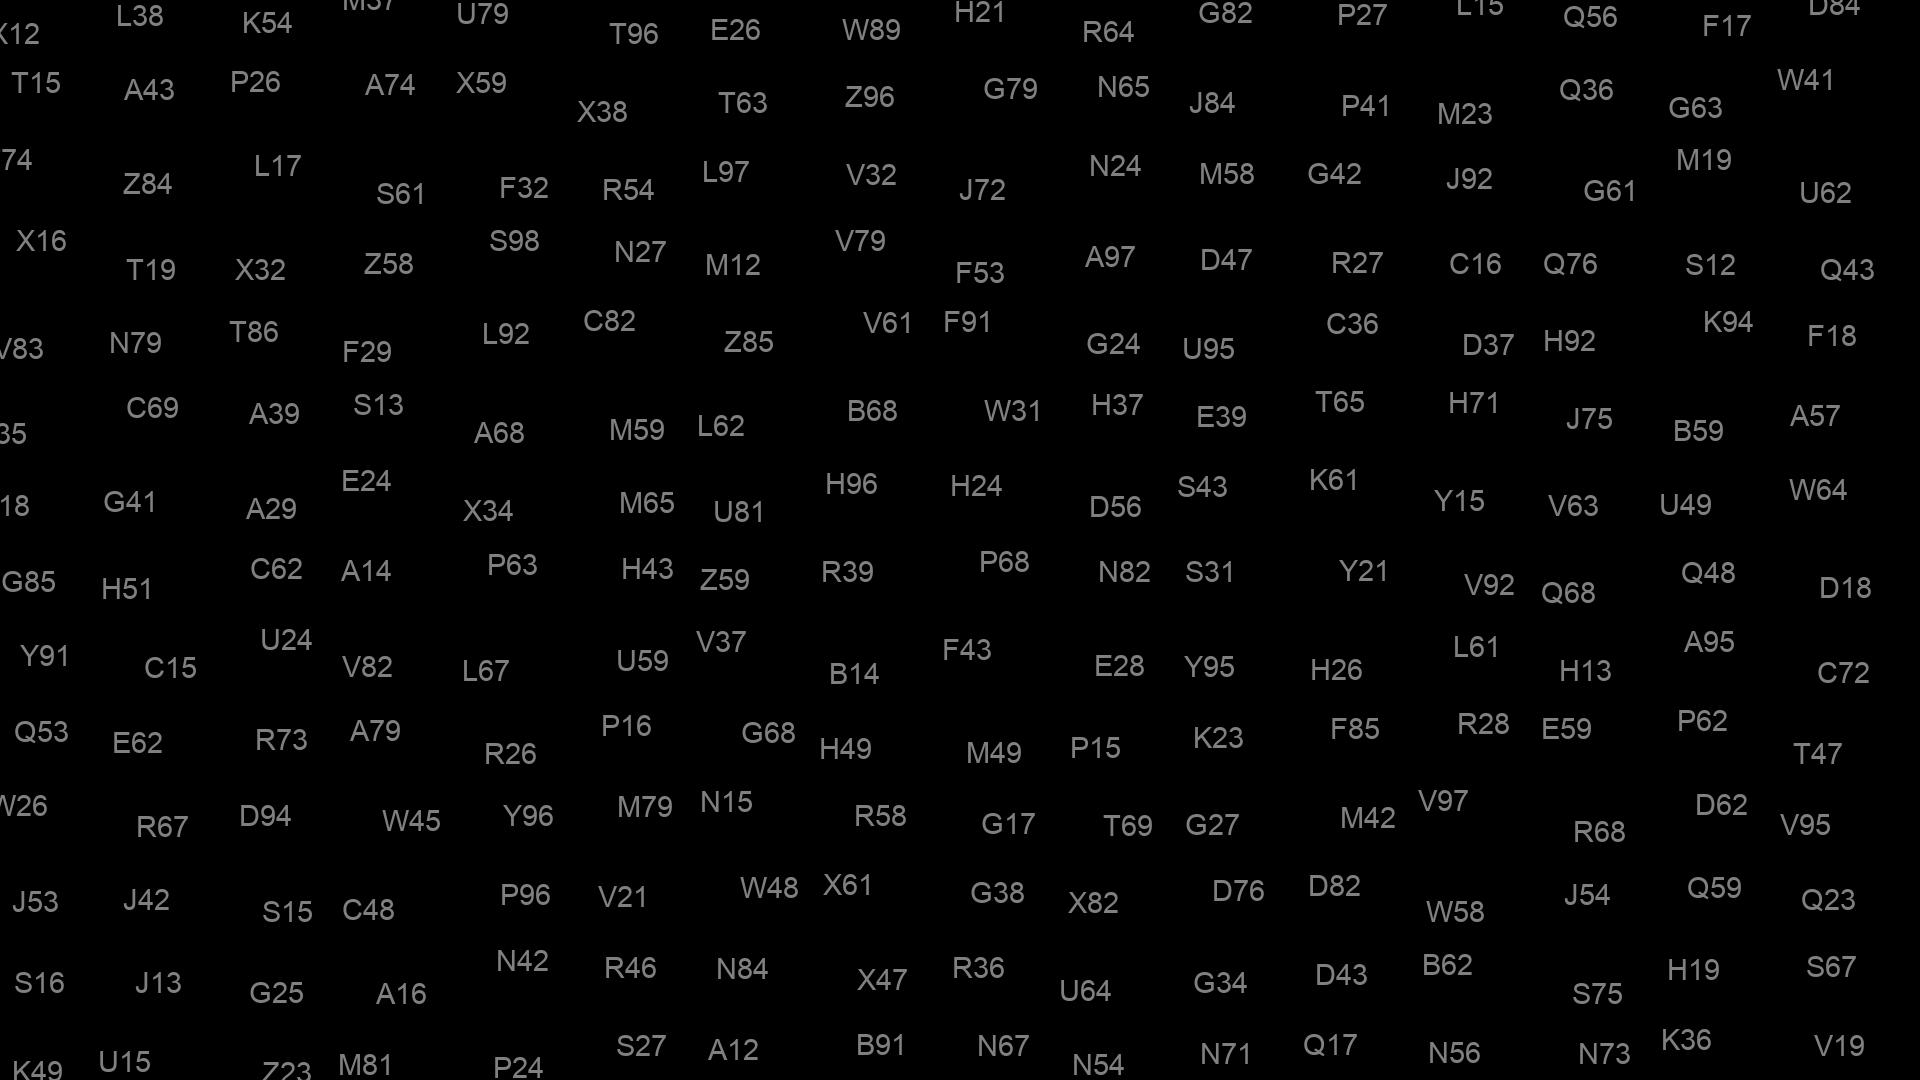 X12 L38 K54 M37 U79 T96 E26 W89 H21 R64 G82 P27 L15 Q56 F17 D84
T15 A43 P26 A74 X59 X38 T63 Z96 G79 N65 J84 P41 M23 Q36 G63 W41
74 Z84 L17 S61 F32 R54 L97 V32 J72 N24 M58 G42 J92 G61 M19 U62
X16 T19 X32 Z58 S98 N27 M12 V79 F53 A97 D47 R27 C16 Q76 S12 Q43
V83 N79 T86 F29 L92 C82 Z85 V61 F91 G24 U95 C36 D37 H92 K94 F18
35 C69 A39 S13 A68 M59 L62 B68 W31 H37 E39 T65 H71 J75 B59 A57
18 G41 A29 E24 X34 M65 U81 H96 H24 D56 S43 K61 Y15 V63 U49 W64
G85 H51 C62 A14 P63 H43 Z59 R39 P68 N82 S31 Y21 V92 Q68 Q48 D18
Y91 C15 U24 V82 L67 U59 V37 B14 F43 E28 Y95 H26 L61 H13 A95 C72
Q53 E62 R73 A79 R26 P16 G68 H49 M49 P15 K23 F85 R28 E59 P62 T47
W26 R67 D94 W45 Y96 M79 N15 R58 G17 T69 G27 M42 V97 R68 D62 V95
J53 J42 S15 C48 P96 V21 W48 X61 G38 X82 D76 D82 W58 J54 Q59 Q23
S16 J13 G25 A16 N42 R46 N84 X47 R36 U64 G34 D43 B62 S75 H19 S67
K49 U15 Z23 M81 P24 S27 A12 B91 N67 N54 N71 Q17 N56 N73 K36 V19